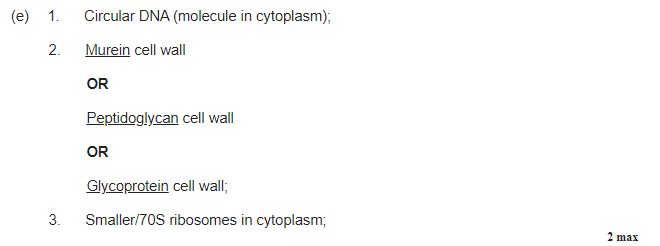 (e) 1. Circular DNA (molecule in cytoplasm);
2. Murein cell wall
OR
Peptidoglycan cell wall
OR
Glycoprotein cell wall;
3. Smaller/70S ribosomes in cytoplasm;
2 max